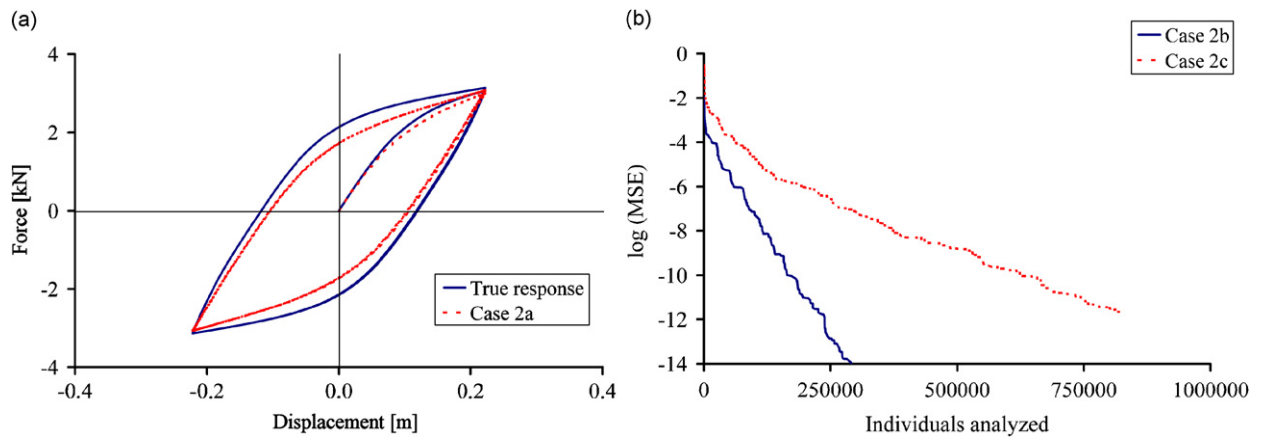 (a)
4
2
0
-2
-4
Force [kN]
-0.4
-0.2
0.0
0.2
0.4
Displacement [m]
True response
Case 2a
(b)
Case 2b
Case 2c
0
-2
-4
-6
-8
-10
-12
-14
log (MSE)
0
250000
500000
750000
1000000
Individuals analyzed